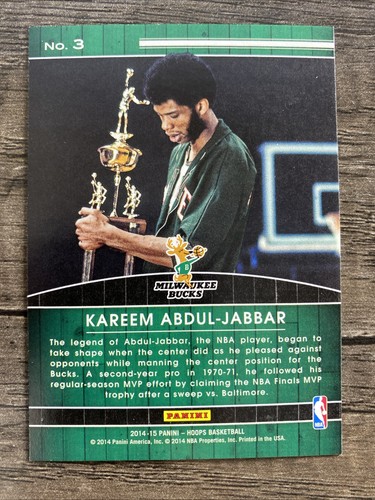 No. 3
MILWAUKEE
BUCKS
KAREEM ABDUL-JABBAR
The legend of Abdul-Jabbar, the NBA player, began to
take shape when the center did as he pleased against
opponents while manning the center position for the
Bucks. A second-year pro in 1970-71, he followed his
regular-season MVP effort by claiming the NBA Finals MVP
trophy after a sweep vs. Baltimore.
PANINI
2014-15 PANINI – HOOPS BASKETBALL
© 2014 Panini America, Inc. © 2014 NBA Properties, Inc. Printed in the USA.
NBA